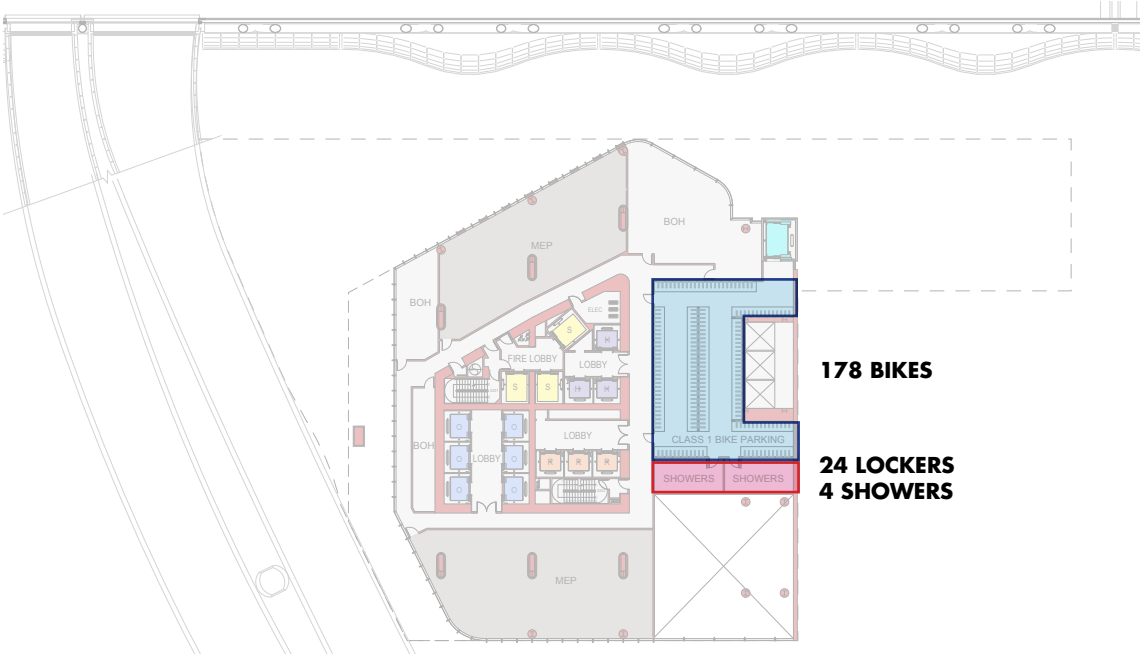 BOH
MEP
BOH
ELEC
S
H
FIRE LOBBY
LOBBY
S
S
H
H
178 BIKES
BOH
LOBBY
O
O
O
O
O
O
LOBBY
R
R
R
CLASS 1 BIKE PARKING
SHOWERS
SHOWERS
24 LOCKERS
4 SHOWERS
MEP